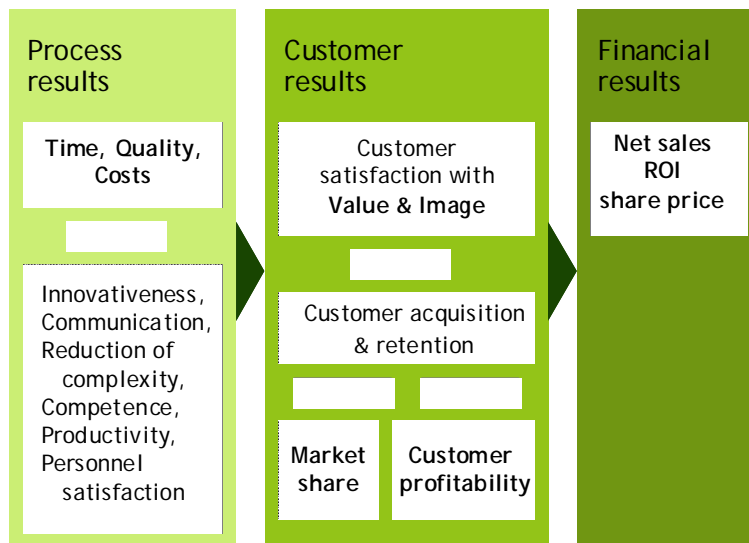 Process
results
Time, Quality,
Costs
Innovativeness,
Communication,
Reduction of
complexity,
Competence,
Productivity,
Personnel
satisfaction
Customer
results
Customer
satisfaction with
Value & Image
Customer acquisition
& retention
Market
share
Customer
profitability
Financial
results
Net sales
ROI
share price